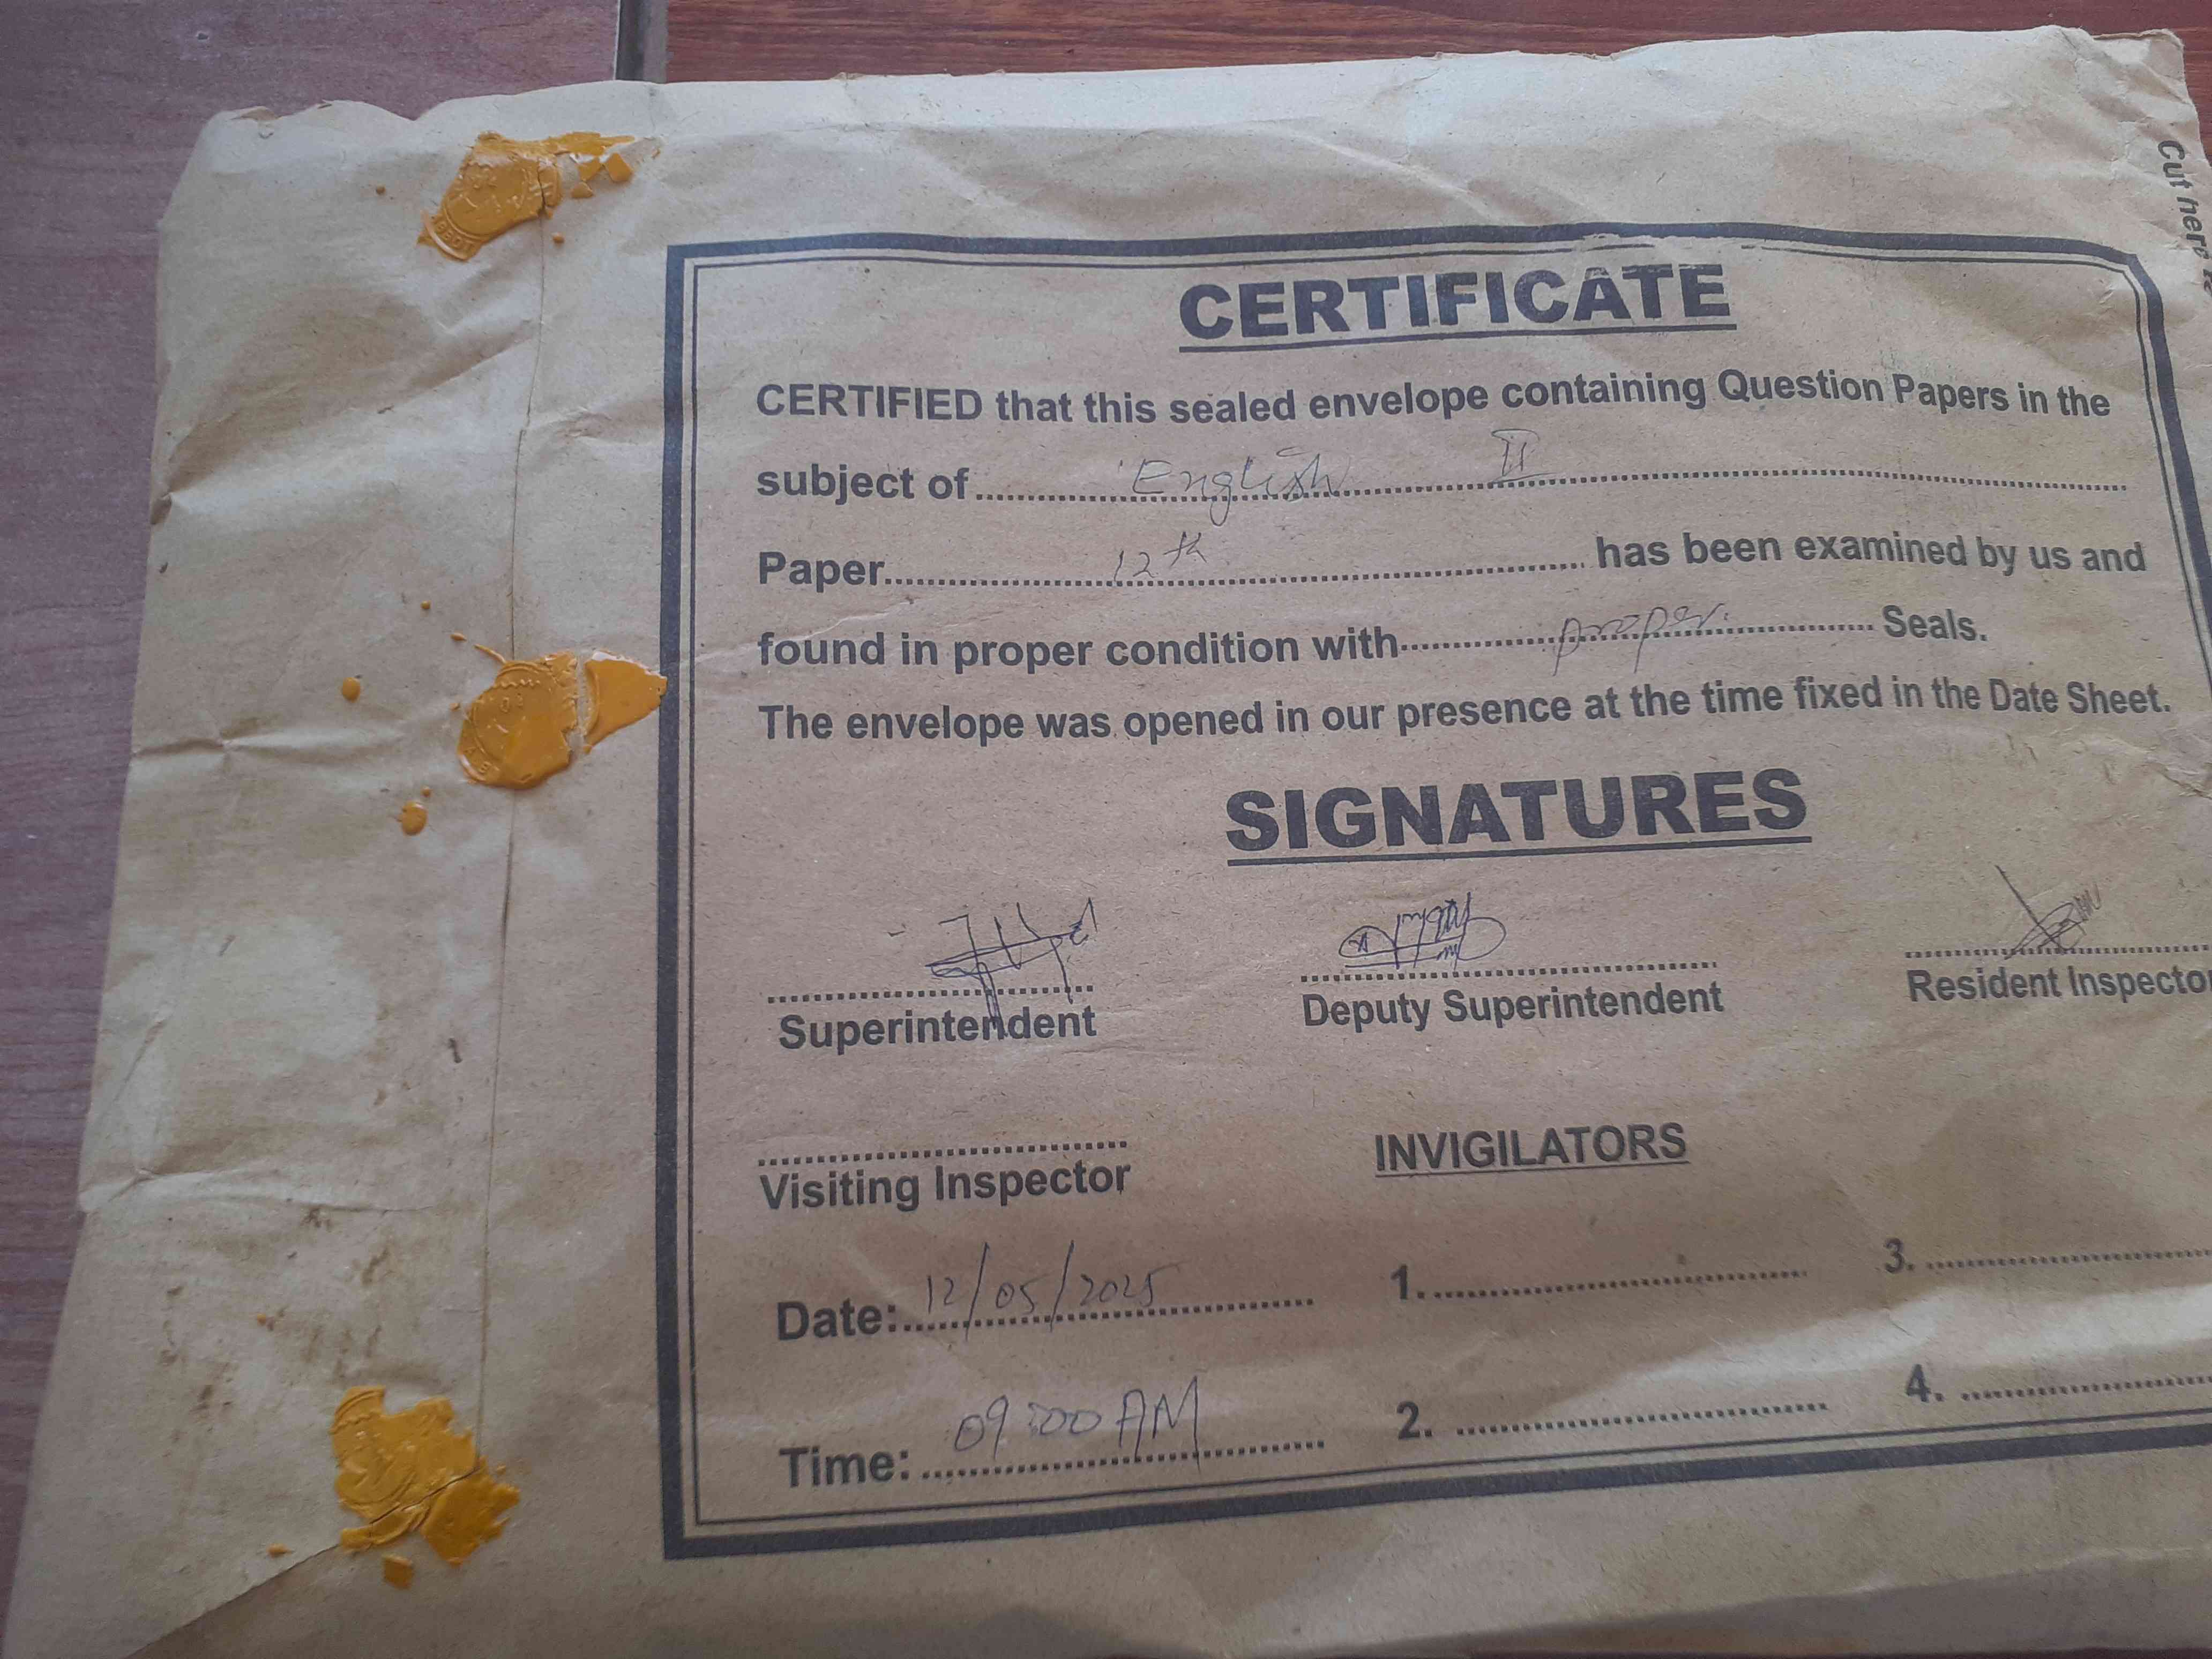 Cut here
CERTIFICATE
CERTIFIED that this sealed envelope containing Question Papers in the
subject of English II
Paper 12th has been examined by us and
found in proper condition with proper Seals.
The envelope was opened in our presence at the time fixed in the Date Sheet.
SIGNATURES
Superintendent Deputy Superintendent Resident Inspector
Visiting Inspector INVIGILATORS
Date: 12/05/2025 1. 3.
Time: 09:00 AM 2. 4.